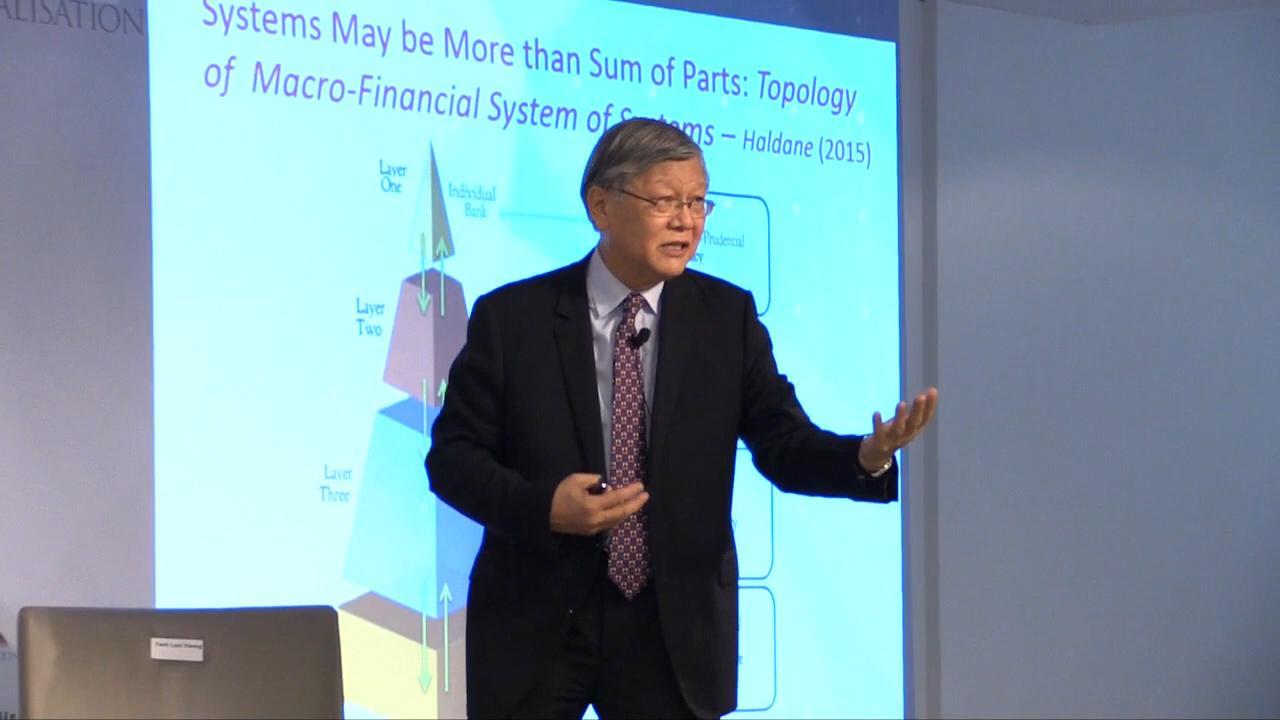 ALISATION
Systems May be More than Sum of Parts: Topology
of Macro-Financial System of Systems – Haldane (2015)
Layer
One
Individual
Bank
Prudential
Layer
Two
Layer
Three